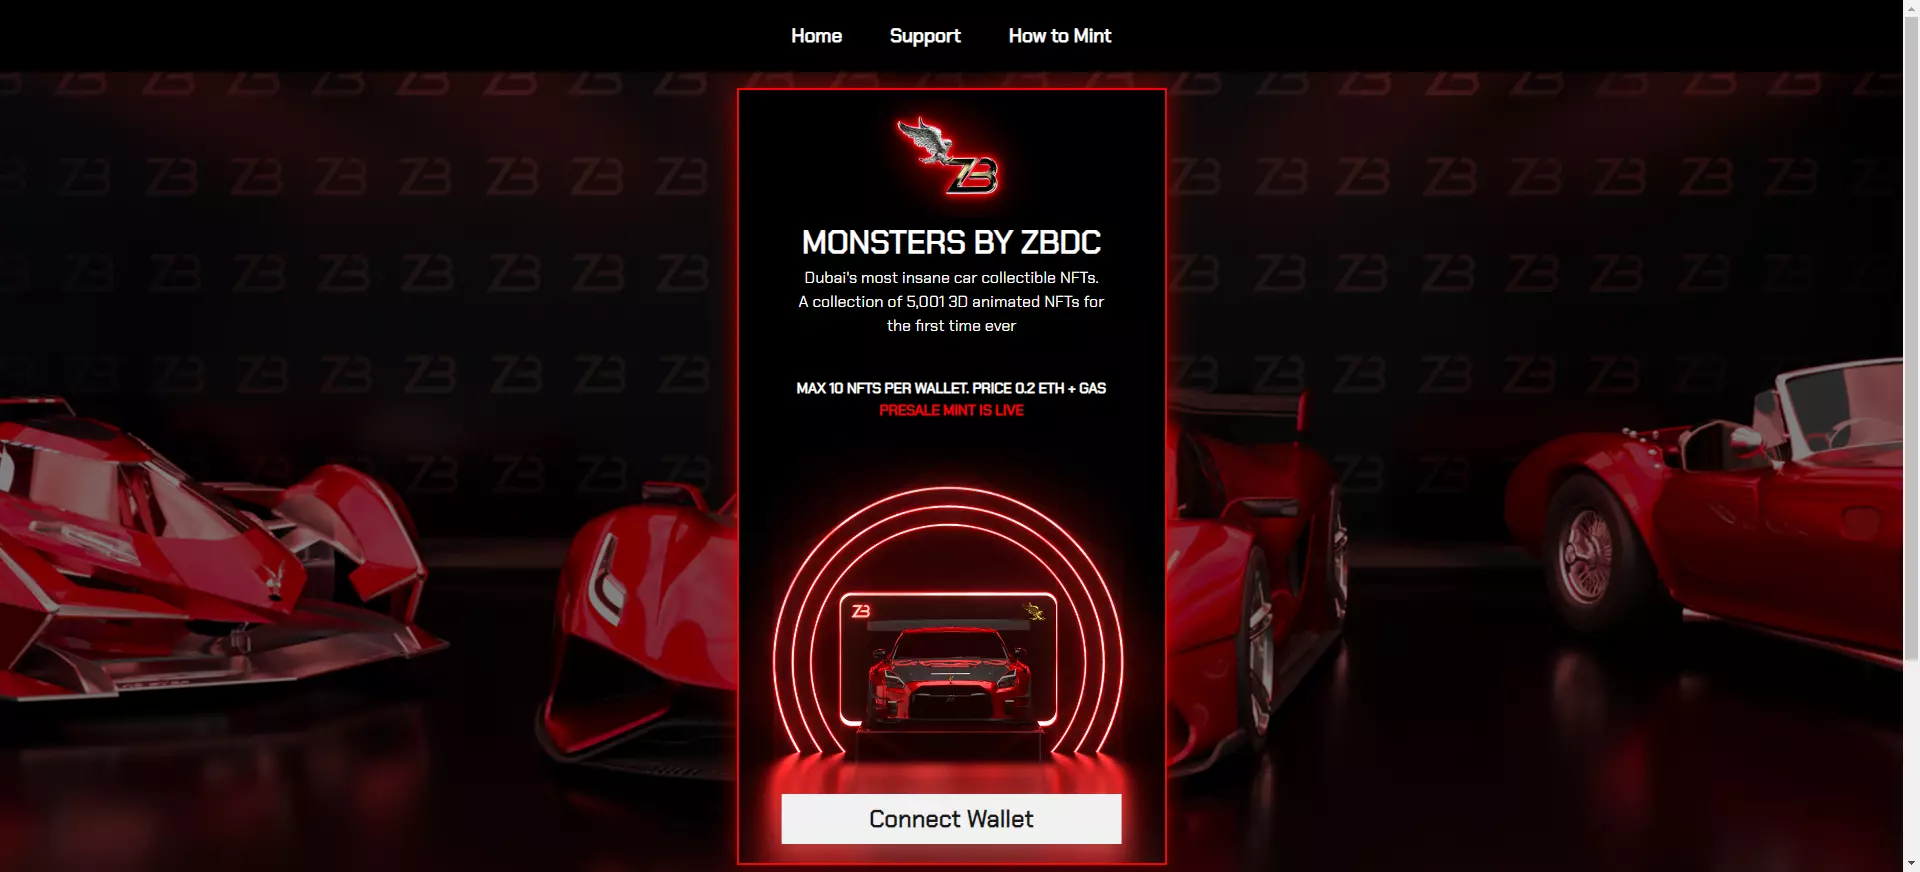 Home Support How to Mint
ZB
MONSTERS BY ZBDC
Dubai's most insane car collectible NFTs.
A collection of 5,001 3D animated NFTs for
the first time ever
MAX 10 NFTS PER WALLET. PRICE 0.2 ETH + GAS
PRESALE MINT IS LIVE
ZB
Connect Wallet